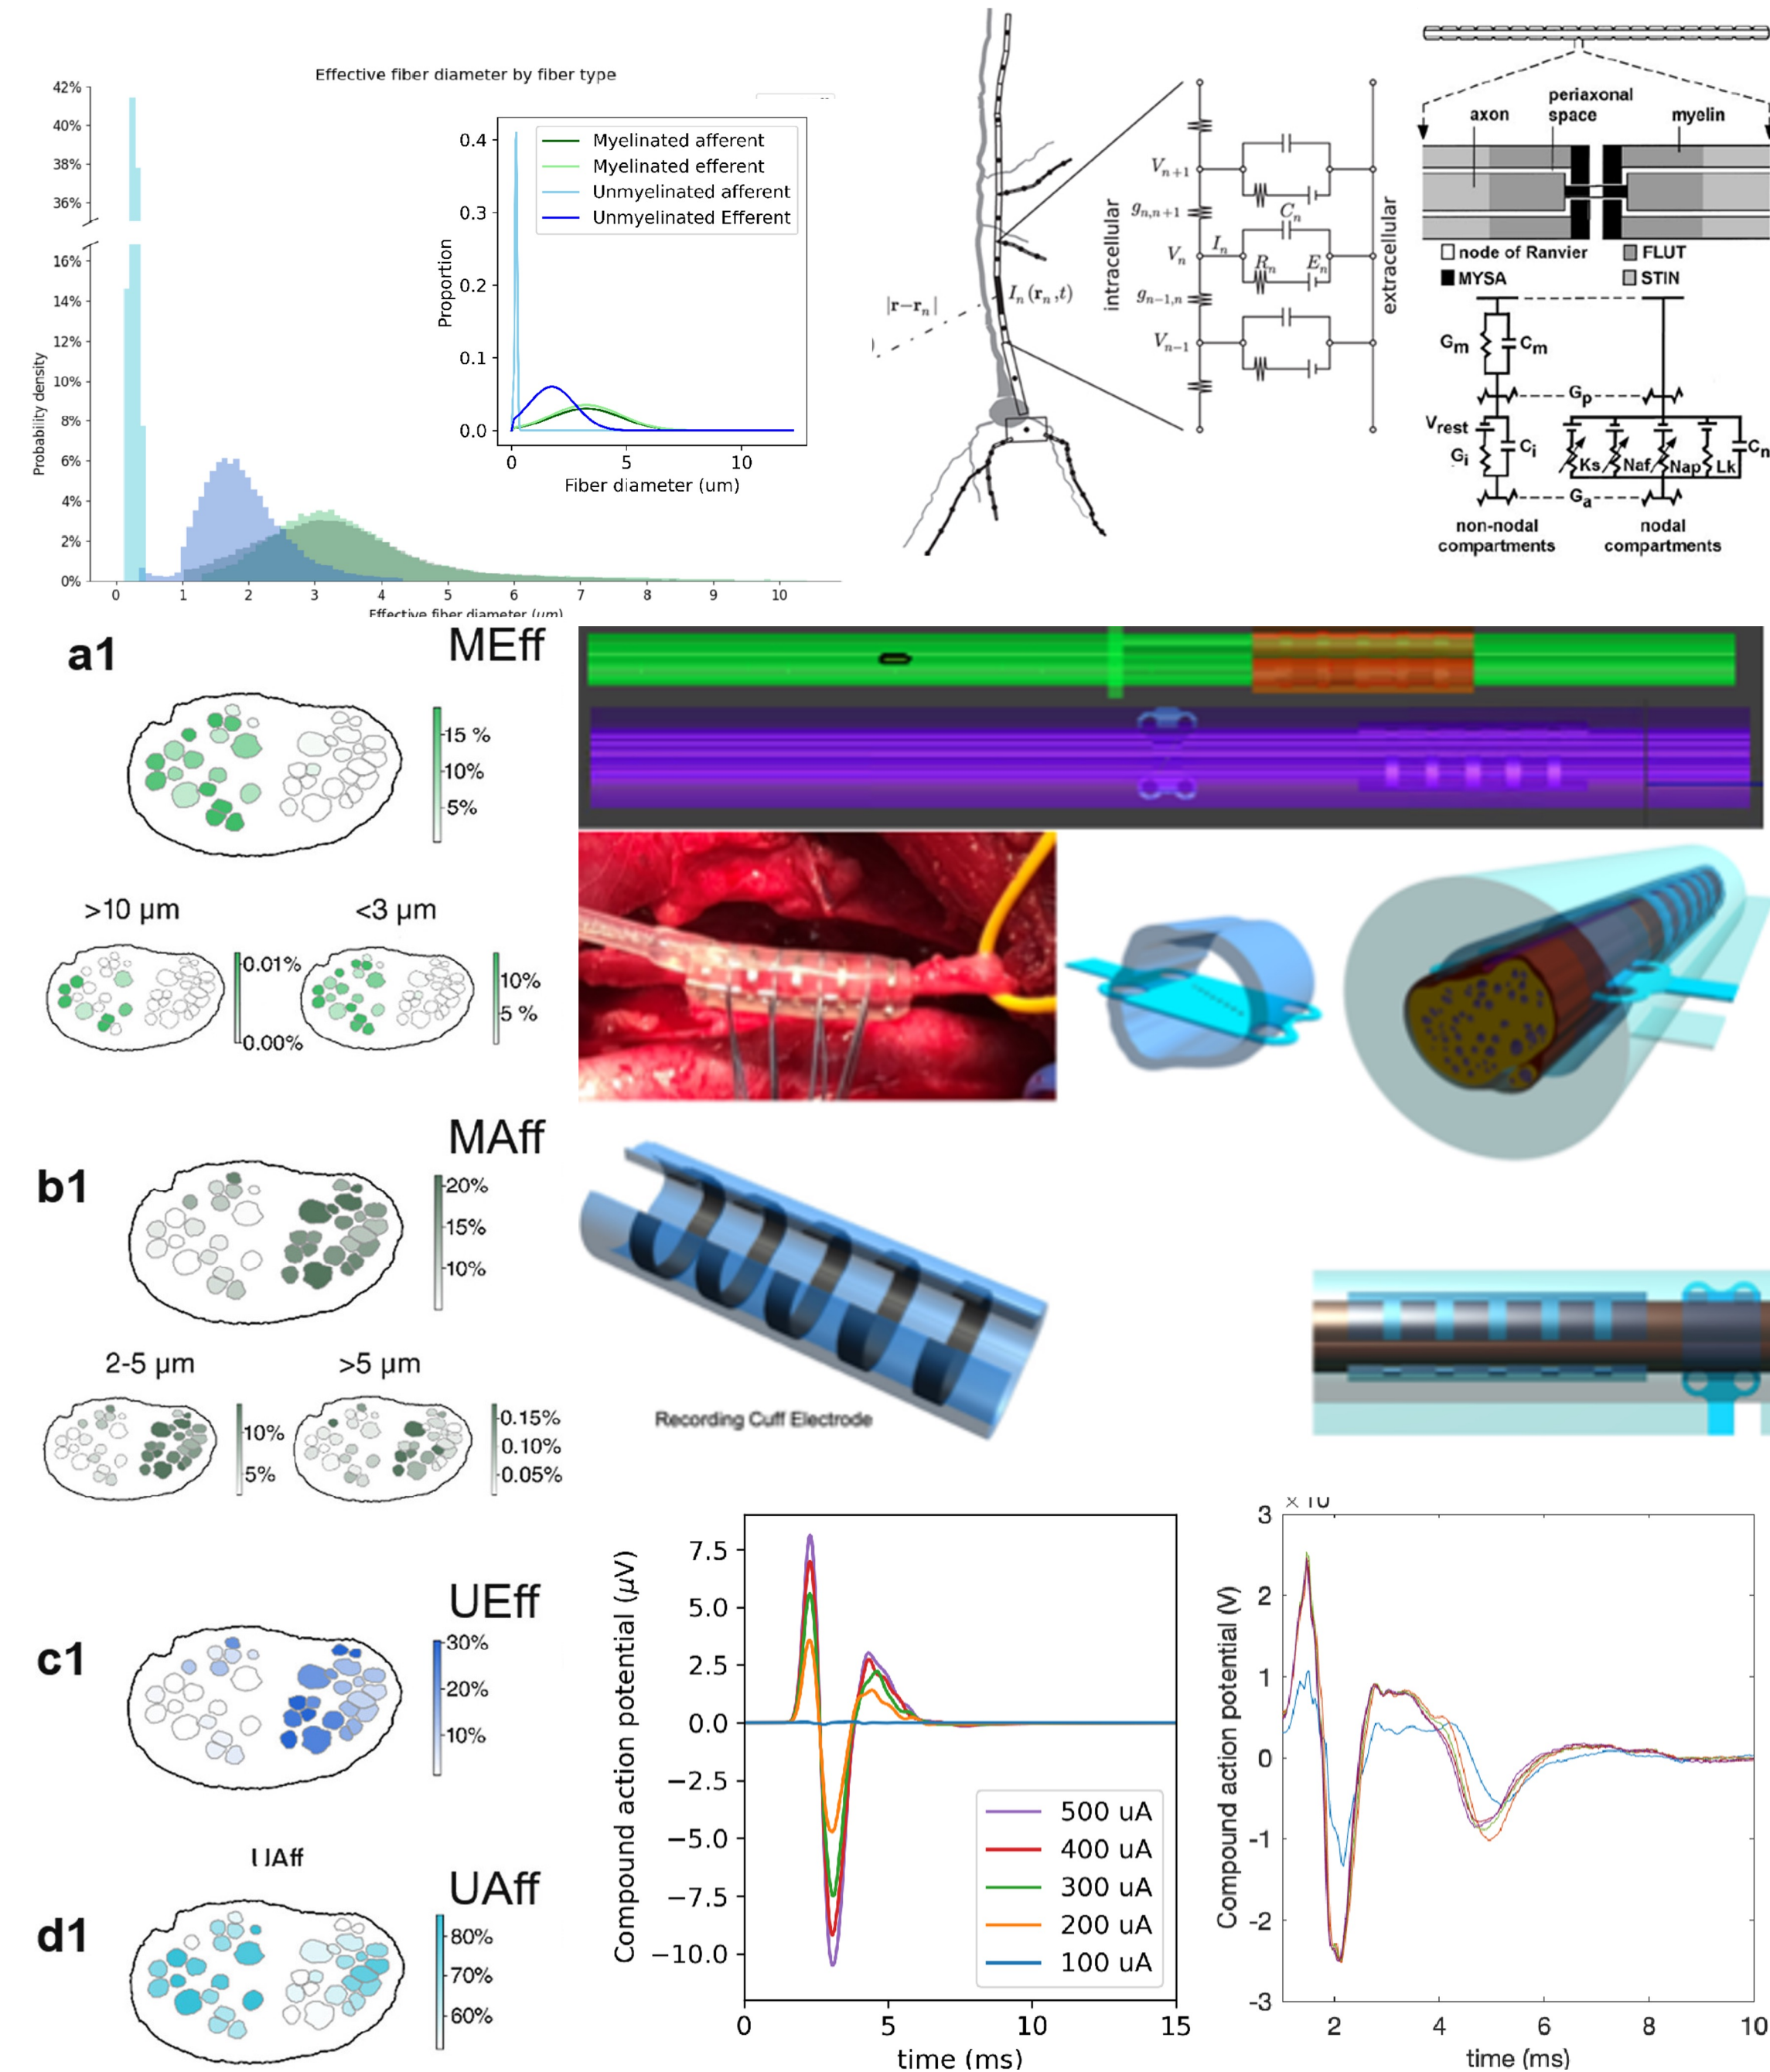 Effective fiber diameter by fiber type
42%
40%
38%
36%
16%
14%
12%
10%
8%
6%
4%
2%
0%
Probability density
0 1 2 3 4 5 6 7 8 9 10
Effective fiber diameter (um)
0.4
0.3
0.2
0.1
0.0
Proportion
Myelinated afferent
Myelinated efferent
Unmyelinated afferent
Unmyelinated Efferent
0 5 10
Fiber diameter (um)
|r−rₙ|
Iₙ(rₙ,t)
intracellular
Vₙ₊₁
gₙ,ₙ₊₁
Vₙ
Iₙ
gₙ₋₁,ₙ
Vₙ₋₁
Cₙ
Rₙ
Eₙ
extracellular
periaxonal
axon space myelin
node of Ranvier FLUT
MYSA STIN
Gm Cm
Gp
Vrest
Gi Ci
Ks Naf Nap Lk Cn
Ga
non-nodal nodal
compartments compartments
a1
MEff
15 %
10%
5%
>10 µm <3 µm
0.01%
0.00%
10%
5 %
b1
MAff
20%
15%
10%
2-5 µm >5 µm
10%
5%
0.15%
0.10%
0.05%
Recording Cuff Electrode
c1
UEff
30%
20%
10%
UAff
d1
UAff
80%
70%
60%
Compound action potential (µV)
7.5
5.0
2.5
0.0
−2.5
−5.0
−7.5
−10.0
500 uA
400 uA
300 uA
200 uA
100 uA
0 5 10 15
time (ms)
× 10
Compound action potential (V)
3
2
1
0
-1
-2
-3
2 4 6 8 10
time (ms)